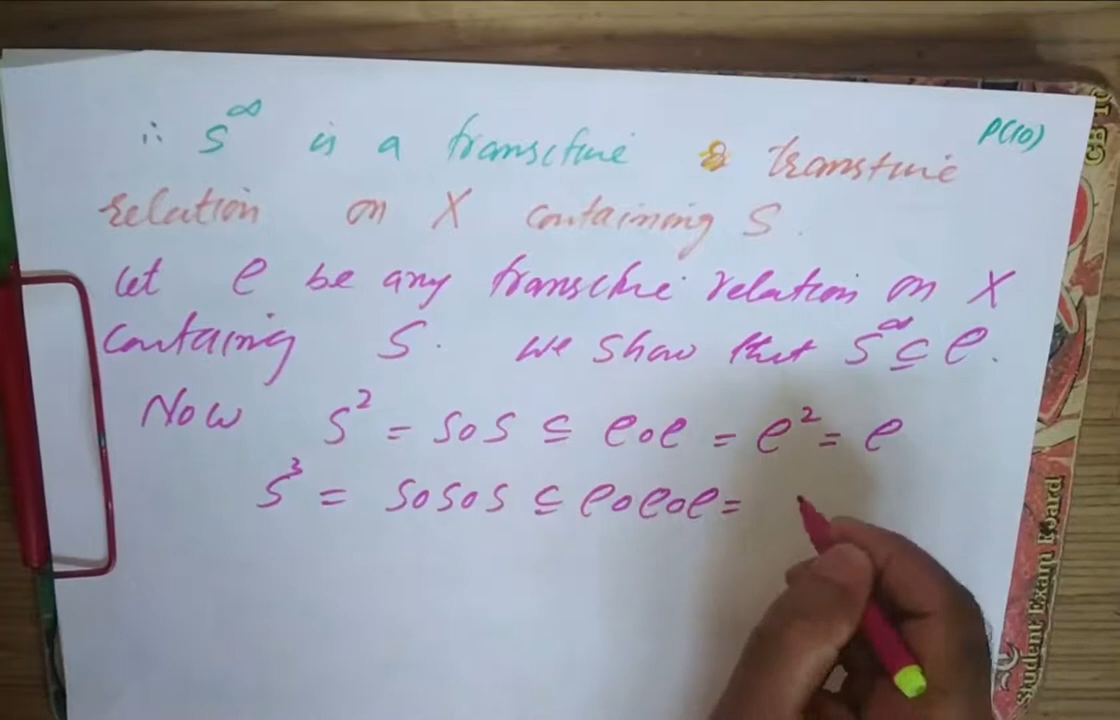 P(10)
∴ S^∞ is a transitive & transitive
relation on X containing S.
Let ρ be any transitive relation on X
containing S. We show that S^∞ ⊆ ρ.
Now S² = SoS ⊆ ρoρ = ρ² = ρ
S³ = SoSoS ⊆ ρoρoρ =
Student Exam Board